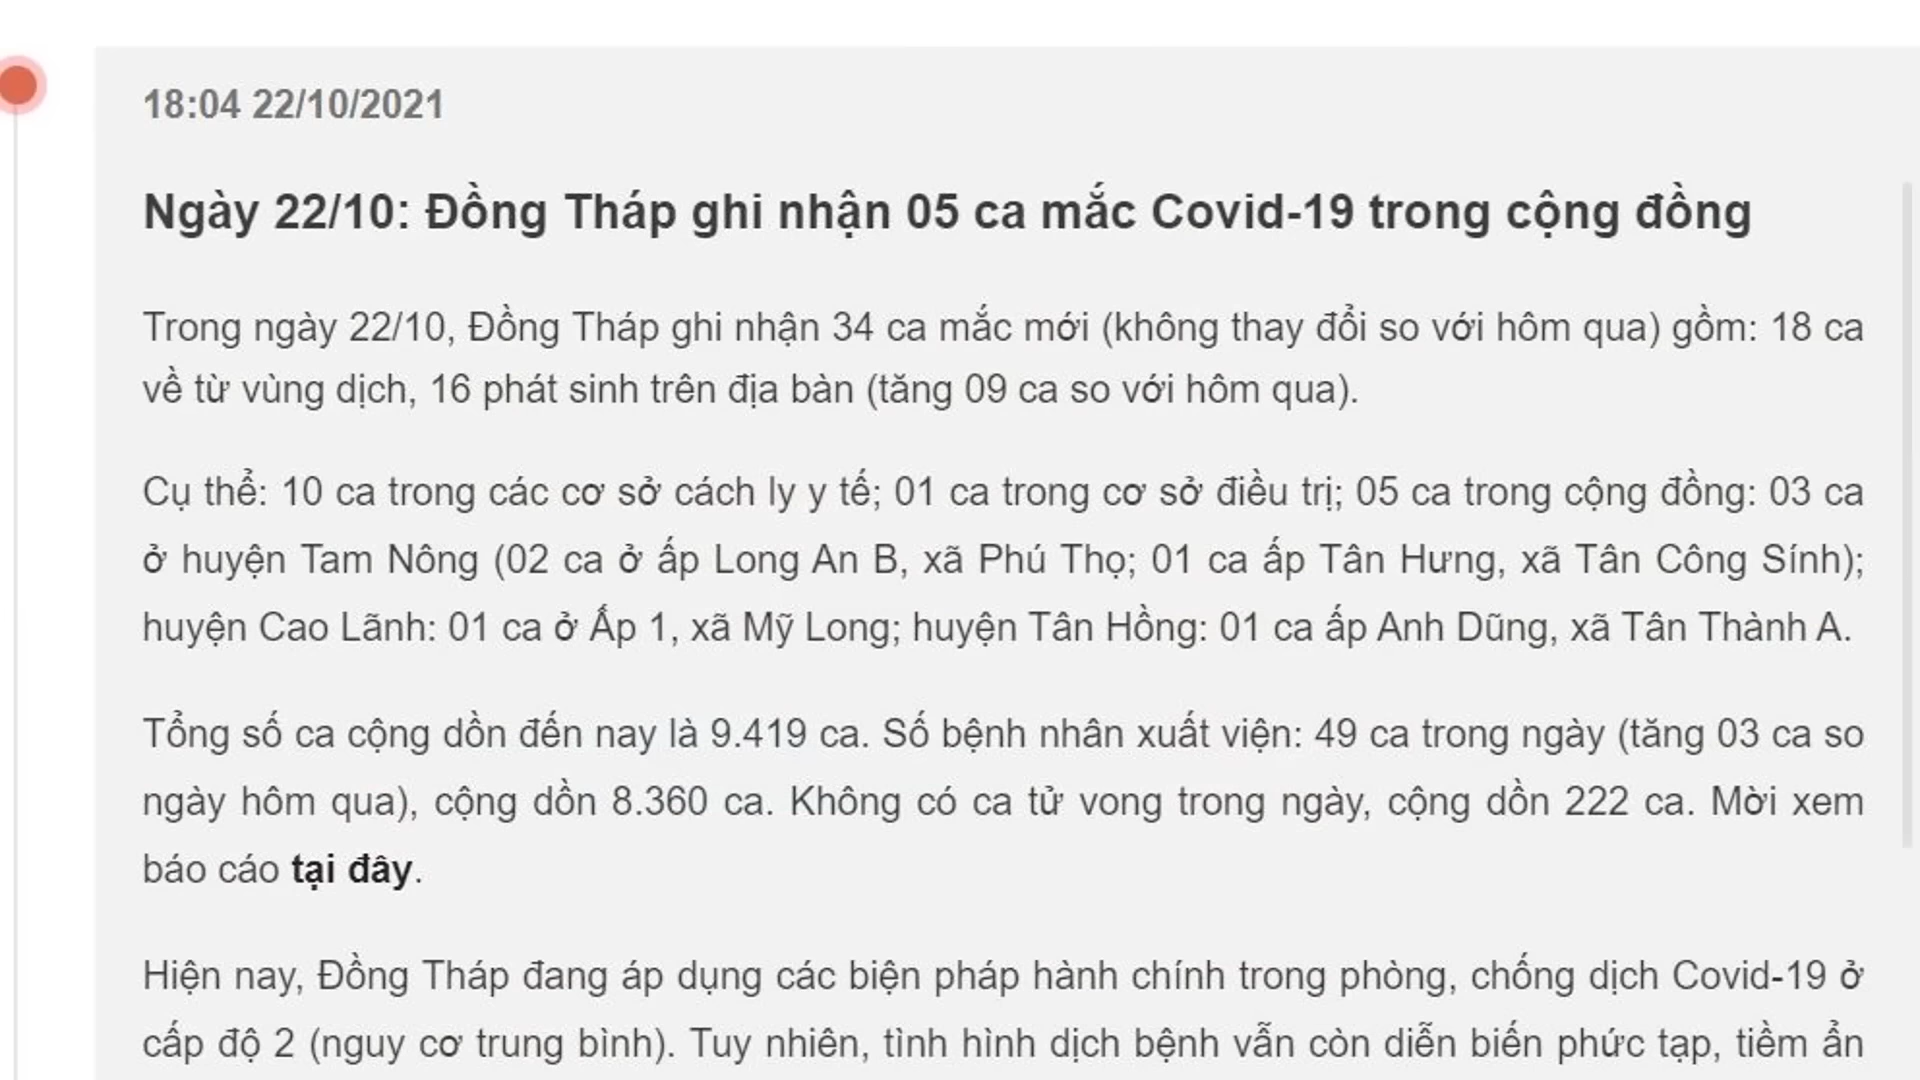 18:04 22/10/2021
Ngày 22/10: Đồng Tháp ghi nhận 05 ca mắc Covid-19 trong cộng đồng
Trong ngày 22/10, Đồng Tháp ghi nhận 34 ca mắc mới (không thay đổi so với hôm qua) gồm: 18 ca
về từ vùng dịch, 16 phát sinh trên địa bàn (tăng 09 ca so với hôm qua).
Cụ thể: 10 ca trong các cơ sở cách ly y tế; 01 ca trong cơ sở điều trị; 05 ca trong cộng đồng: 03 ca
ở huyện Tam Nông (02 ca ở ấp Long An B, xã Phú Thọ; 01 ca ấp Tân Hưng, xã Tân Công Sính);
huyện Cao Lãnh: 01 ca ở Ấp 1, xã Mỹ Long; huyện Tân Hồng: 01 ca ấp Anh Dũng, xã Tân Thành A.
Tổng số ca cộng dồn đến nay là 9.419 ca. Số bệnh nhân xuất viện: 49 ca trong ngày (tăng 03 ca so
ngày hôm qua), cộng dồn 8.360 ca. Không có ca tử vong trong ngày, cộng dồn 222 ca. Mời xem
báo cáo tại đây.
Hiện nay, Đồng Tháp đang áp dụng các biện pháp hành chính trong phòng, chống dịch Covid-19 ở
cấp độ 2 (nguy cơ trung bình). Tuy nhiên, tình hình dịch bệnh vẫn còn diễn biến phức tạp, tiềm ẩn